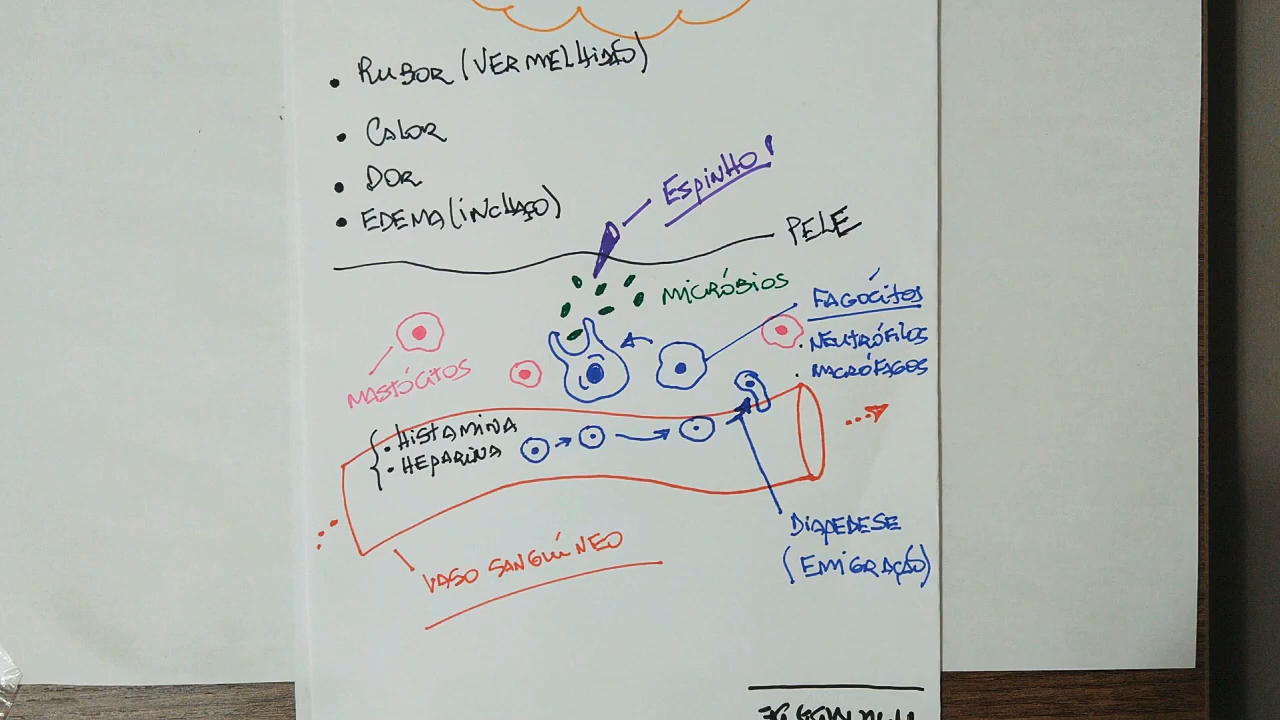 • RUBOR (VERMELHIDÃO)
• CALOR
• DOR
• EDEMA (INCHAÇO)
ESPINHO!
PELE
MICRÓBIOS
FAGÓCITOS
• NEUTRÓFILOS
• MACRÓFAGOS
MASTÓCITOS
• HISTAMINA
• HEPARINA
DIAPEDESE
(EMIGRAÇÃO)
VASO SANGUÍNEO